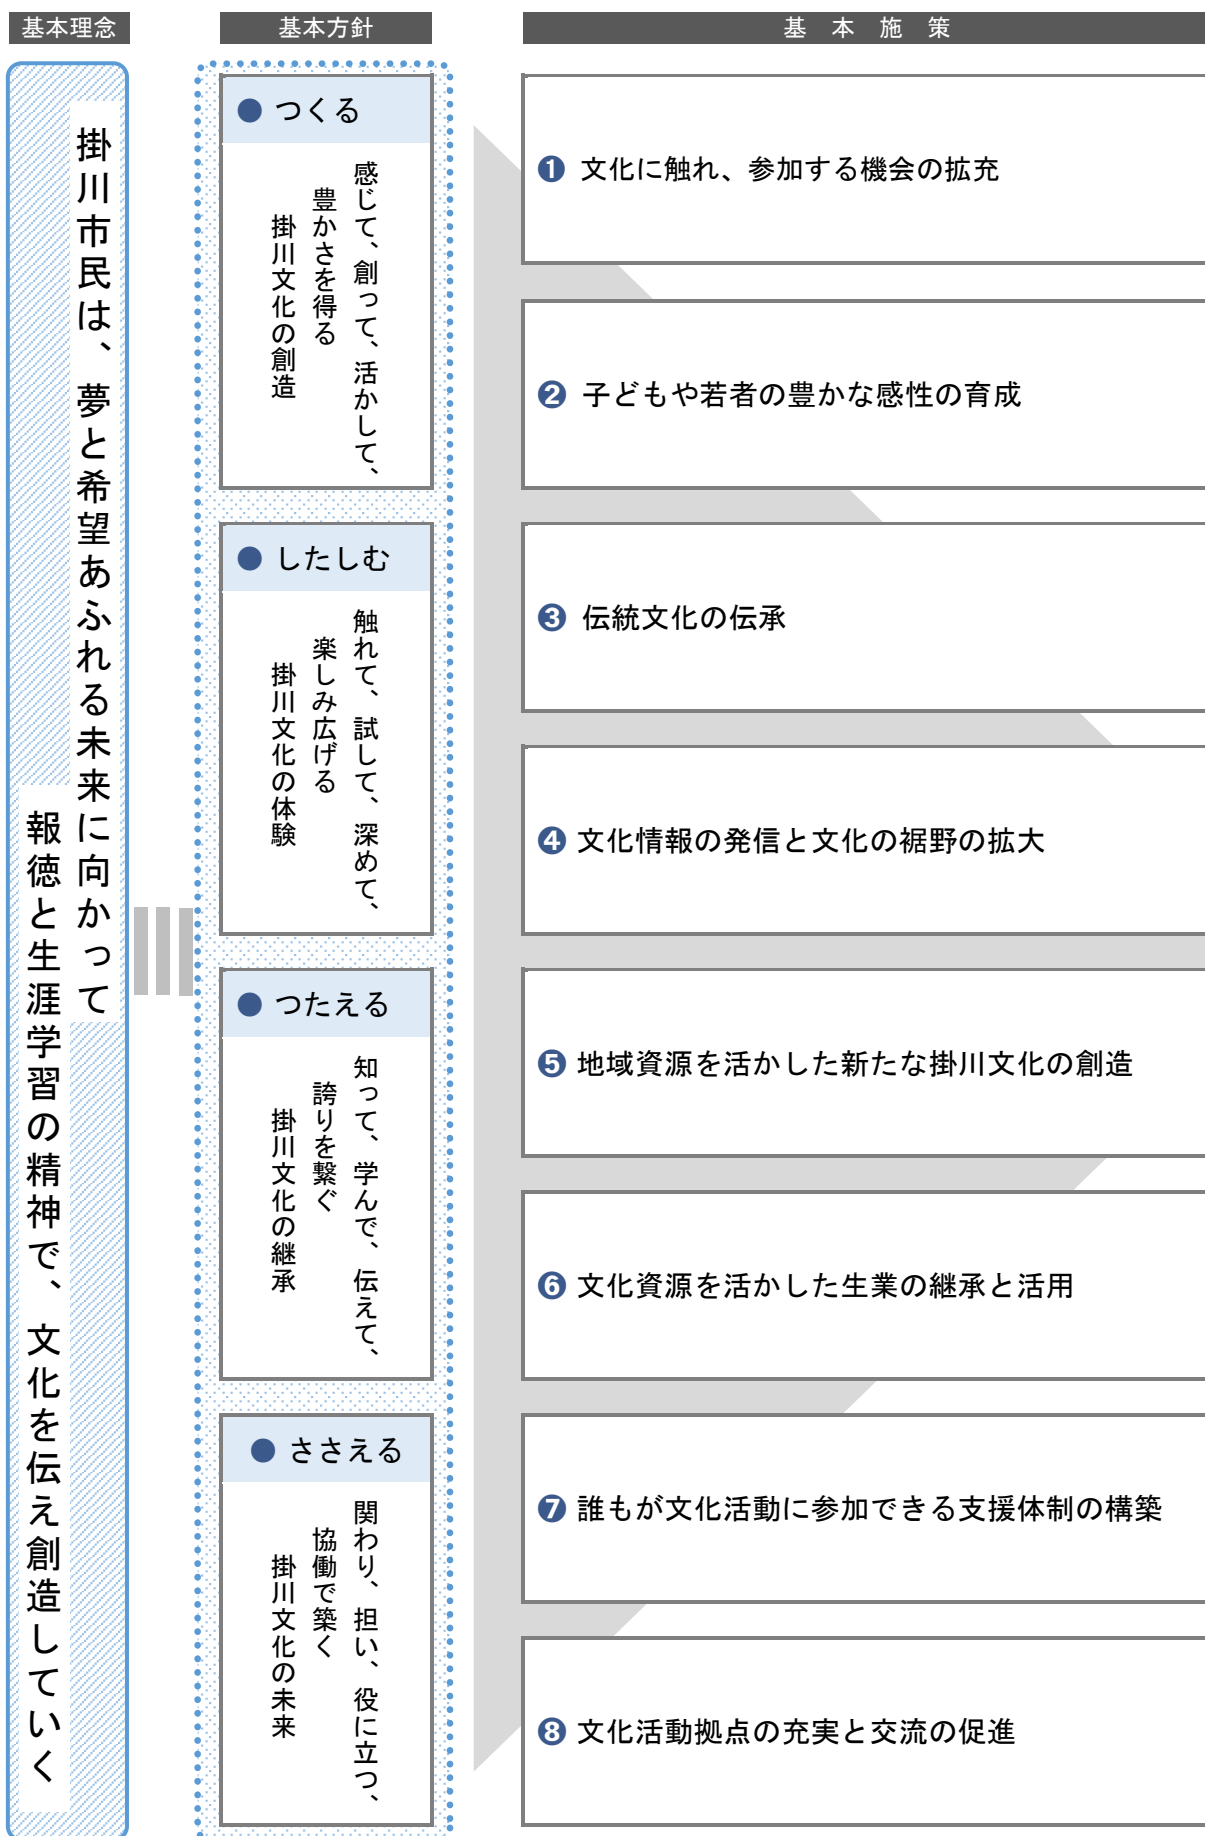 基本理念
掛川市民は、夢と希望あふれる未来に向かって
報徳と生涯学習の精神で、文化を伝え創造していく
基本方針
● つくる
感じて、創って、活かして、
豊かさを得る
掛川文化の創造
● したしむ
触れて、試して、深めて、
楽しみ広げる
掛川文化の体験
● つたえる
知って、学んで、伝えて、
誇りを繋ぐ
掛川文化の継承
● ささえる
関わり、担い、役に立つ、
協働で築く
掛川文化の未来
基本施策
❶ 文化に触れ、参加する機会の拡充
❷ 子どもや若者の豊かな感性の育成
❸ 伝統文化の伝承
❹ 文化情報の発信と文化の裾野の拡大
❺ 地域資源を活かした新たな掛川文化の創造
❻ 文化資源を活かした生業の継承と活用
❼ 誰もが文化活動に参加できる支援体制の構築
❽ 文化活動拠点の充実と交流の促進